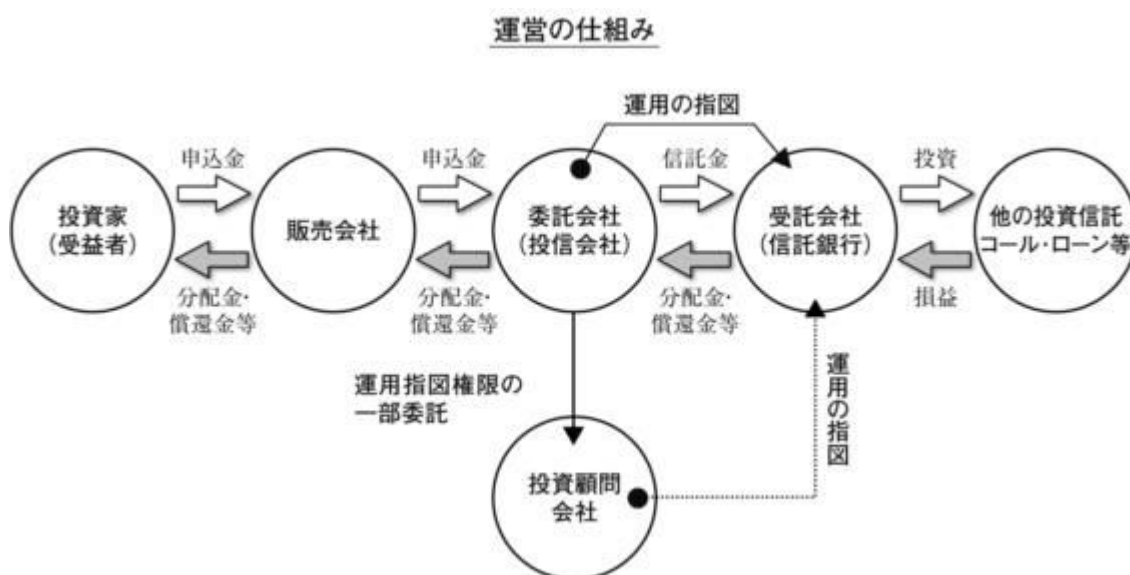 運営の仕組み
運用の指図
申込金
申込金
信託金
投資
投資家
(受益者)
販売会社
委託会社
(投信会社)
受託会社
(信託銀行)
他の投資信託
コール・ローン等
分配金・
償還金等
分配金・
償還金等
分配金・
償還金等
損益
運用指図権限の
一部委託
運用の指図
投資顧問
会社